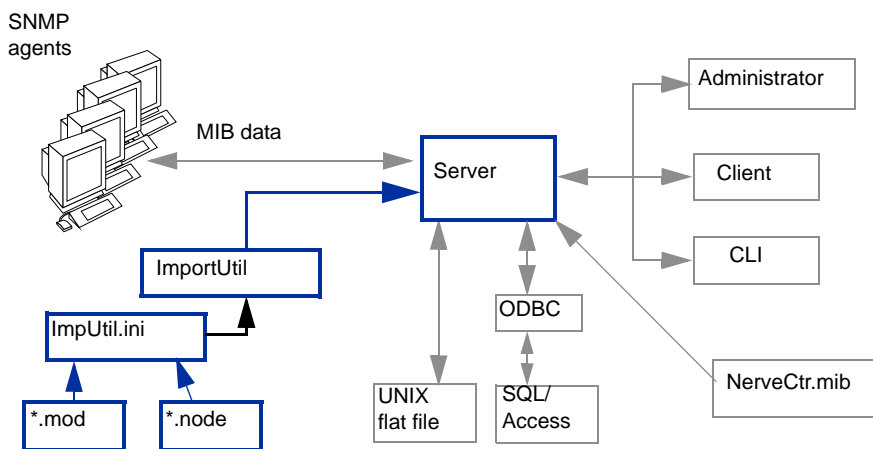 SNMP
agents
MIB data
Administrator
Server
Client
ImportUtil
CLI
ImpUtil.ini
ODBC
NerveCtr.mib
*.mod
*.node
UNIX
flat file
SQL/
Access